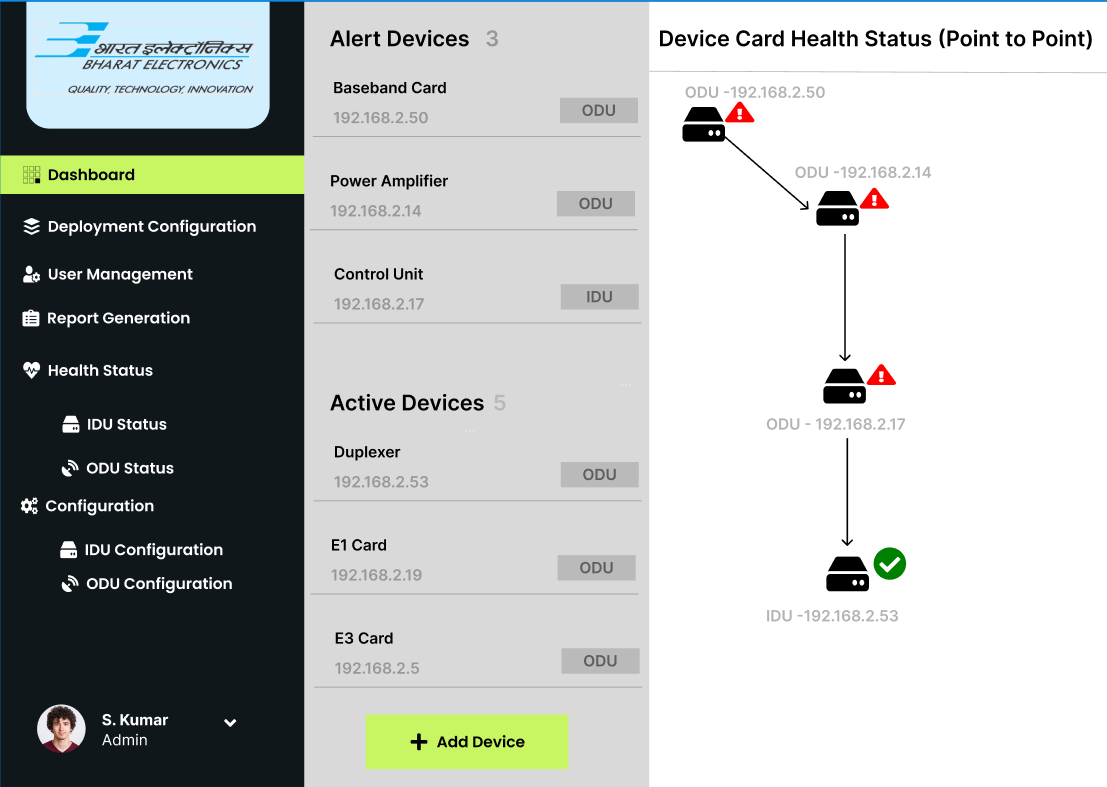 भारत इलेक्ट्रॉनिक्स
BHARAT ELECTRONICS
QUALITY, TECHNOLOGY, INNOVATION
Dashboard
Deployment Configuration
User Management
Report Generation
Health Status
IDU Status
ODU Status
Configuration
IDU Configuration
ODU Configuration
S. Kumar
Admin
Alert Devices 3
Baseband Card
192.168.2.50
ODU
Power Amplifier
192.168.2.14
ODU
Control Unit
192.168.2.17
IDU
...
Active Devices 5
...
Duplexer
192.168.2.53
ODU
E1 Card
192.168.2.19
ODU
E3 Card
192.168.2.5
ODU
Add Device
Device Card Health Status (Point to Point)
ODU -192.168.2.50
ODU -192.168.2.14
ODU - 192.168.2.17
IDU -192.168.2.53